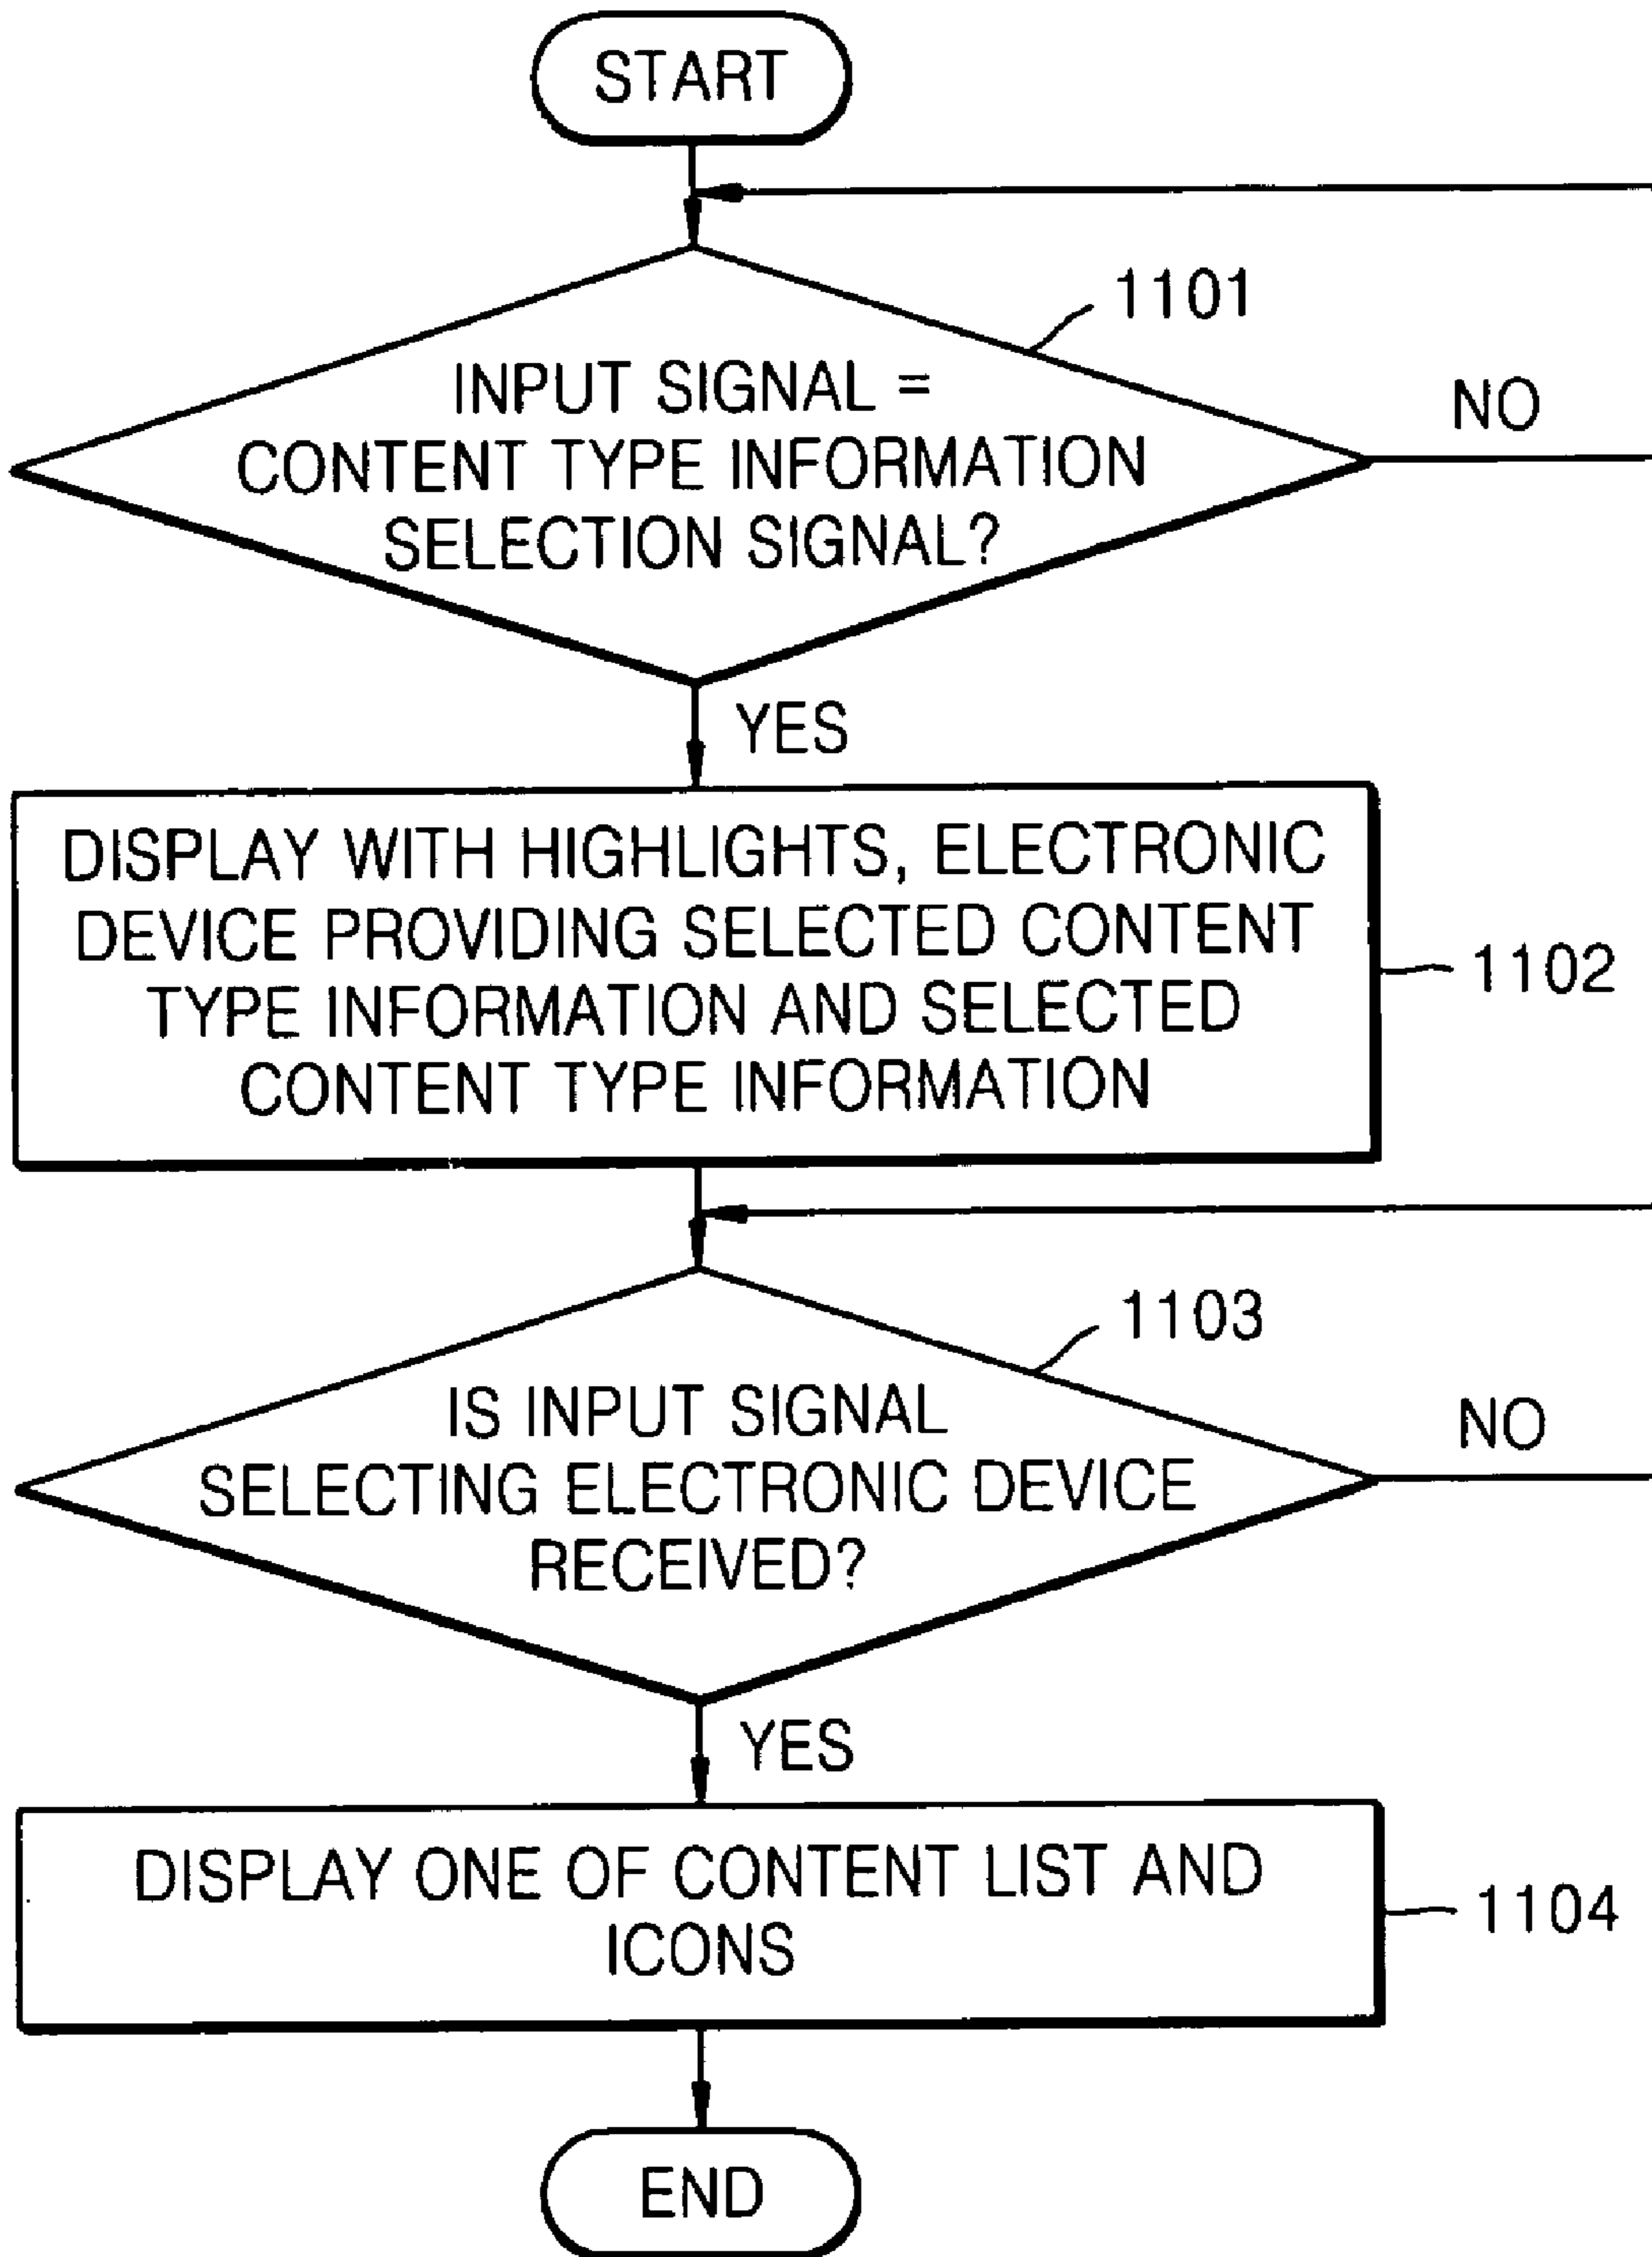 START
1101
INPUT SIGNAL =
CONTENT TYPE INFORMATION
SELECTION SIGNAL?
NO
YES
DISPLAY WITH HIGHLIGHTS, ELECTRONIC
DEVICE PROVIDING SELECTED CONTENT
TYPE INFORMATION AND SELECTED
CONTENT TYPE INFORMATION
1102
1103
IS INPUT SIGNAL
SELECTING ELECTRONIC DEVICE
RECEIVED?
NO
YES
DISPLAY ONE OF CONTENT LIST AND
ICONS
1104
END